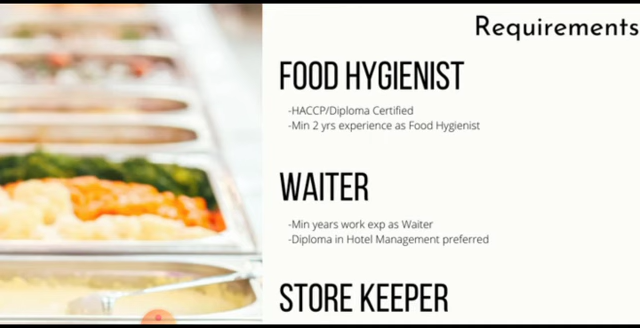 Requirements
FOOD HYGIENIST
-HACCP/Diploma Certified
-Min 2 yrs experience as Food Hygienist
WAITER
-Min years work exp as Waiter
-Diploma in Hotel Management preferred
STORE KEEPER